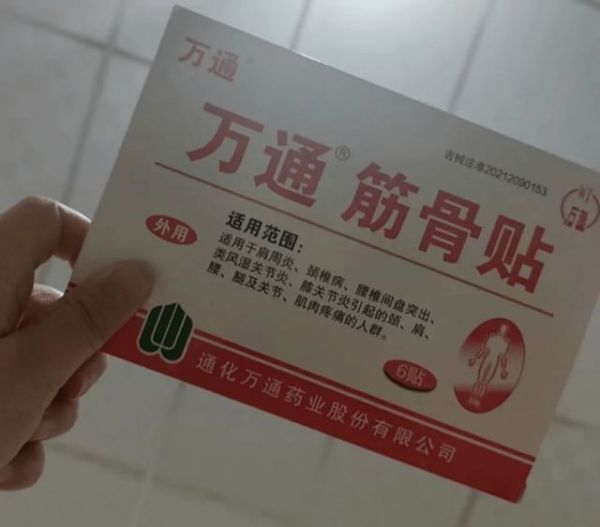 万通®
吉械注准20212090153
万通®筋骨贴
外用
适用范围：
适用于肩周炎、颈椎病、腰椎间盘突出、
类风湿关节炎、膝关节炎引起的颈、肩、
腰、腿及关节、肌肉疼痛的人群。
6贴
通化万通药业股份有限公司